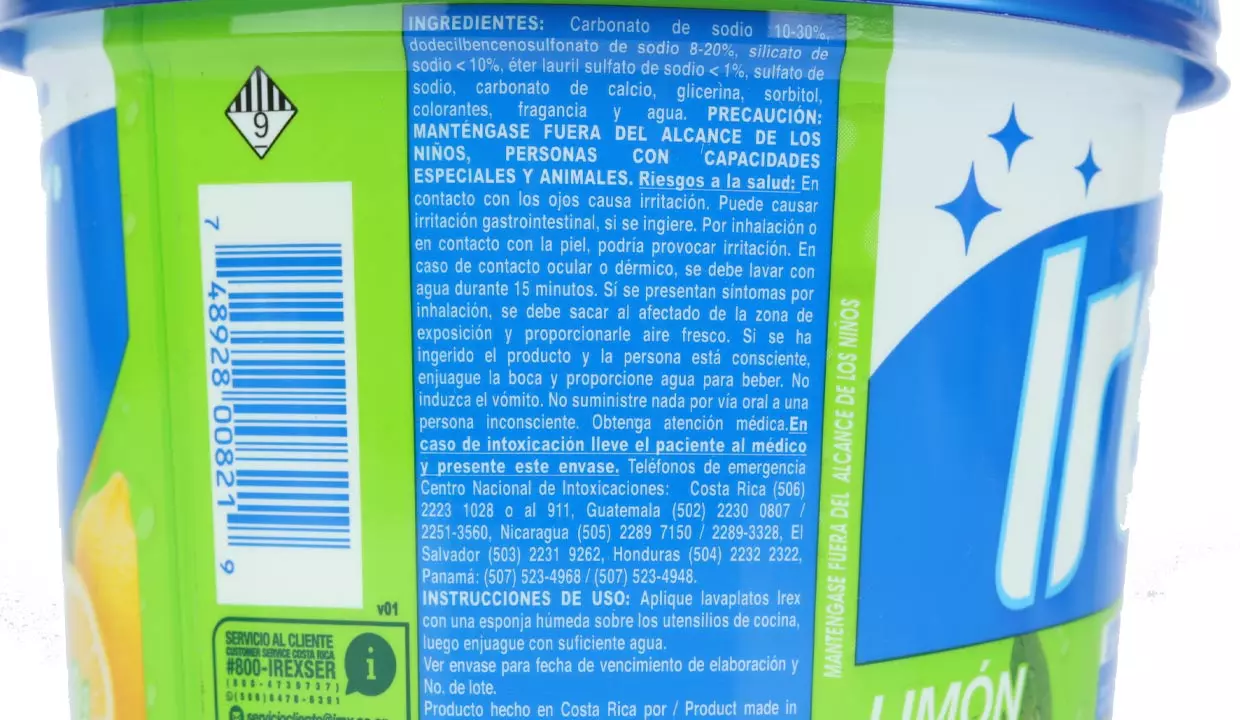 INGREDIENTES: Carbonato de sodio 10-30%,
dodecilbencenosulfonato de sodio 8-20%, silicato de
sodio < 10%, éter lauril sulfato de sodio < 1%, sulfato de
sodio, carbonato de calcio, glicerina, sorbitol,
colorantes, fragancia y agua. PRECAUCIÓN:
MANTÉNGASE FUERA DEL ALCANCE DE LOS
NIÑOS, PERSONAS CON CAPACIDADES
ESPECIALES Y ANIMALES. Riesgos a la salud: En
contacto con los ojos causa irritación. Puede causar
irritación gastrointestinal, si se ingiere. Por inhalación o
en contacto con la piel, podría provocar irritación. En
caso de contacto ocular o dérmico, se debe lavar con
agua durante 15 minutos. Sí se presentan síntomas por
inhalación, se debe sacar al afectado de la zona de
exposición y proporcionarle aire fresco. Si se ha
ingerido el producto y la persona está consciente,
enjuague la boca y proporcione agua para beber. No
induzca el vómito. No suministre nada por vía oral a una
persona inconsciente. Obtenga atención médica.En
caso de intoxicación lleve el paciente al médico
y presente este envase. Teléfonos de emergencia
Centro Nacional de Intoxicaciones: Costa Rica (506)
2223 1028 o al 911, Guatemala (502) 2230 0807 /
2251-3560, Nicaragua (505) 2289 7150 / 2289-3328, El
Salvador (503) 2231 9262, Honduras (504) 2232 2322,
Panamá: (507) 523-4968 / (507) 523-4948.
INSTRUCCIONES DE USO: Aplique lavaplatos Irex
con una esponja húmeda sobre los utensilios de cocina,
luego enjuague con suficiente agua.
Ver envase para fecha de vencimiento de elaboración y
No. de lote.
Producto hecho en Costa Rica por / Product made in
9
7 48928 00821 9
v01
SERVICIO AL CLIENTE
CUSTOMER SERVICE COSTA RICA
#800-IREXSER
(800-4739737)
i
MANTENGASE FUERA DEL ALCANCE DE LOS NIÑOS
LIMÓN